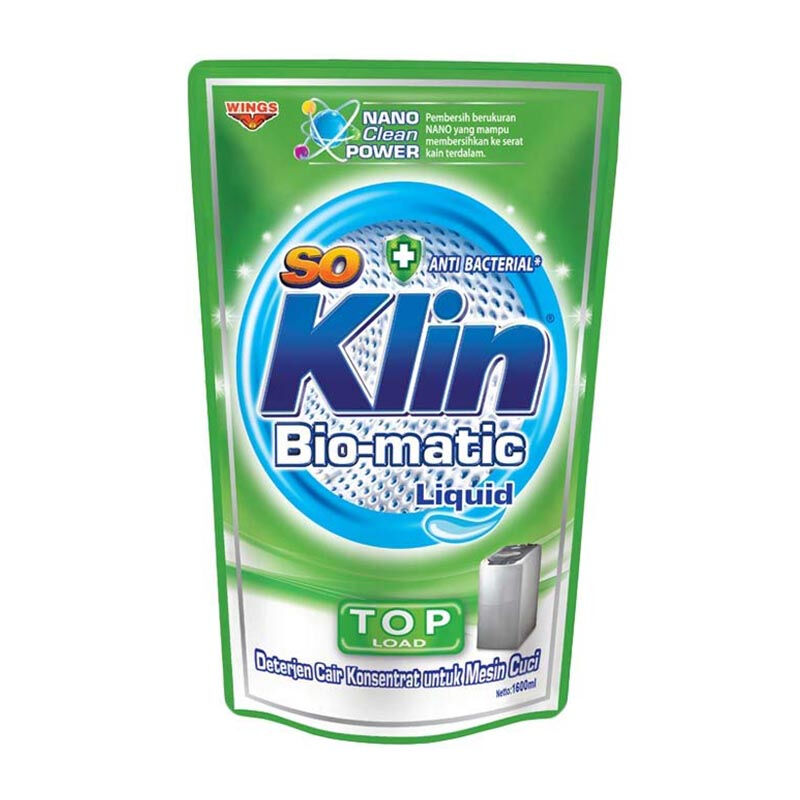 WINGS
NANO
Clean
POWER
Pembersih berukuran
NANO yang mampu
membersihkan ke serat
kain terdalam.
SO
ANTI BACTERIAL*
Klin®
Bio-matic
Liquid
TOP
LOAD
Deterjen Cair Konsentrat untuk Mesin Cuci
Netto:1600ml